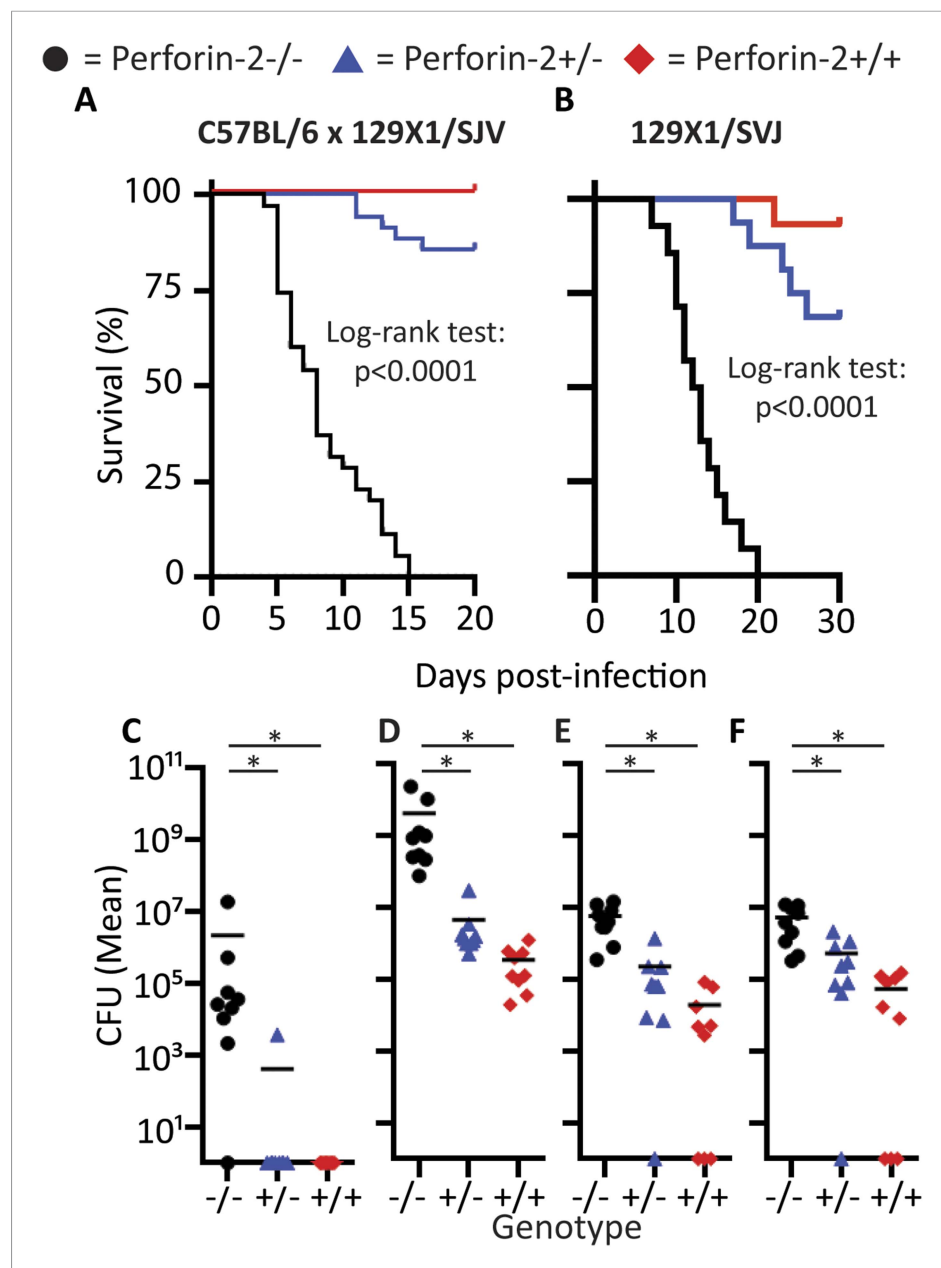 = Perforin-2-/- = Perforin-2+/- = Perforin-2+/+
A
C57BL/6 x 129X1/SJV
B
129X1/SVJ
Survival (%)
100
75
50
25
0
Log-rank test:
p<0.0001
0 5 10 15 20
Log-rank test:
p<0.0001
0 10 20 30
Days post-infection
C D E F
* * * *
* * * *
CFU (Mean)
10¹¹
10⁹
10⁷
10⁵
10³
10¹
-/- +/- +/+ -/- +/- +/+ -/- +/- +/+ -/- +/- +/+
Genotype